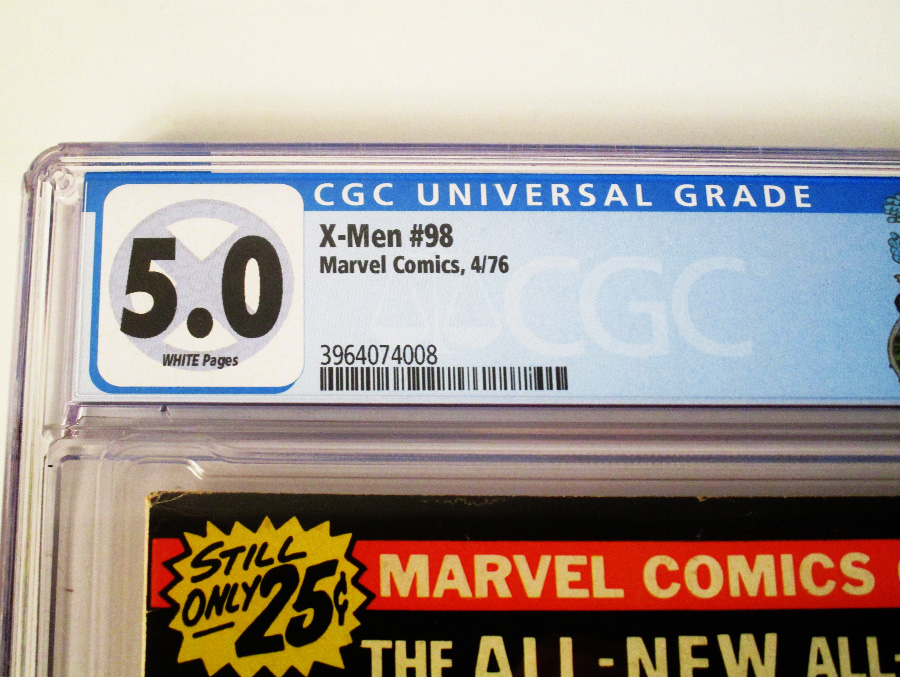 CGC UNIVERSAL GRADE
5.0
WHITE Pages
X-Men #98
Marvel Comics, 4/76
CGC
3964074008
STILL
ONLY 25¢
MARVEL COMICS
THE ALL-NEW ALL-